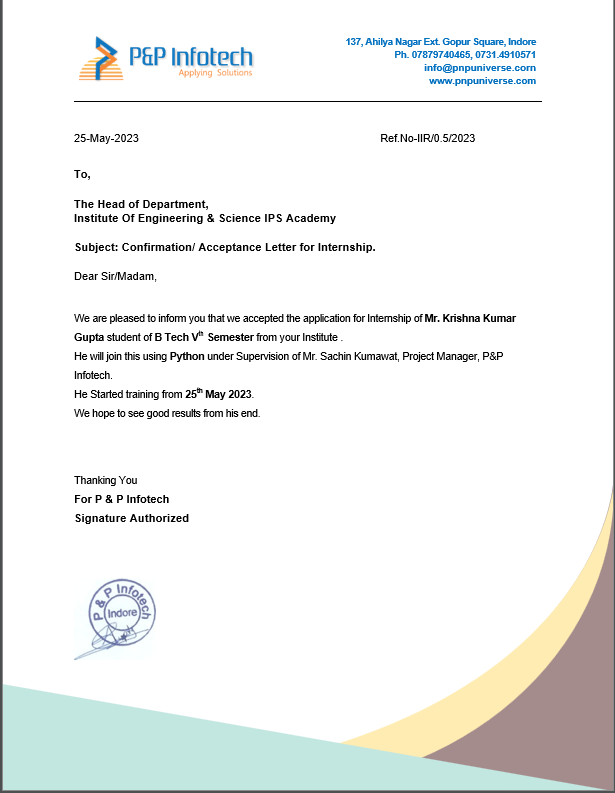 P&P Infotech
Applying Solutions
137, Ahilya Nagar Ext. Gopur Square, Indore
Ph. 07879740465, 0731.4910571
info@pnpuniverse.com
www.pnpuniverse.com
25-May-2023 Ref.No-IIR/0.5/2023
To,
The Head of Department,
Institute Of Engineering & Science IPS Academy
Subject: Confirmation/ Acceptance Letter for Internship.
Dear Sir/Madam,
We are pleased to inform you that we accepted the application for Internship of Mr. Krishna Kumar
Gupta student of B Tech Vth Semester from your Institute .
He will join this using Python under Supervision of Mr. Sachin Kumawat, Project Manager, P&P
Infotech.
He Started training from 25th May 2023.
We hope to see good results from his end.
Thanking You
For P & P Infotech
Signature Authorized
P & P Infotech
Indore